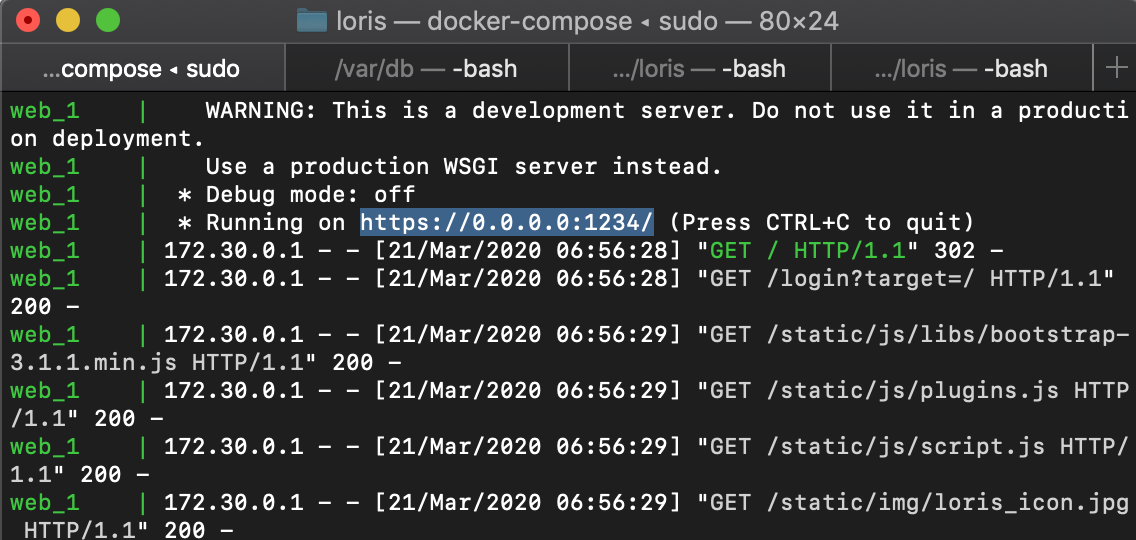 loris — docker-compose ◂ sudo — 80×24
...compose ◂ sudo /var/db — -bash .../loris — -bash .../loris — -bash +
web_1 | WARNING: This is a development server. Do not use it in a producti
on deployment.
web_1 | Use a production WSGI server instead.
web_1 | * Debug mode: off
web_1 | * Running on https://0.0.0.0:1234/ (Press CTRL+C to quit)
web_1 | 172.30.0.1 - - [21/Mar/2020 06:56:28] "GET / HTTP/1.1" 302 -
web_1 | 172.30.0.1 - - [21/Mar/2020 06:56:28] "GET /login?target=/ HTTP/1.1"
200 -
web_1 | 172.30.0.1 - - [21/Mar/2020 06:56:29] "GET /static/js/libs/bootstrap-
3.1.1.min.js HTTP/1.1" 200 -
web_1 | 172.30.0.1 - - [21/Mar/2020 06:56:29] "GET /static/js/plugins.js HTTP
/1.1" 200 -
web_1 | 172.30.0.1 - - [21/Mar/2020 06:56:29] "GET /static/js/script.js HTTP/
1.1" 200 -
web_1 | 172.30.0.1 - - [21/Mar/2020 06:56:29] "GET /static/img/loris_icon.jpg
HTTP/1.1" 200 -